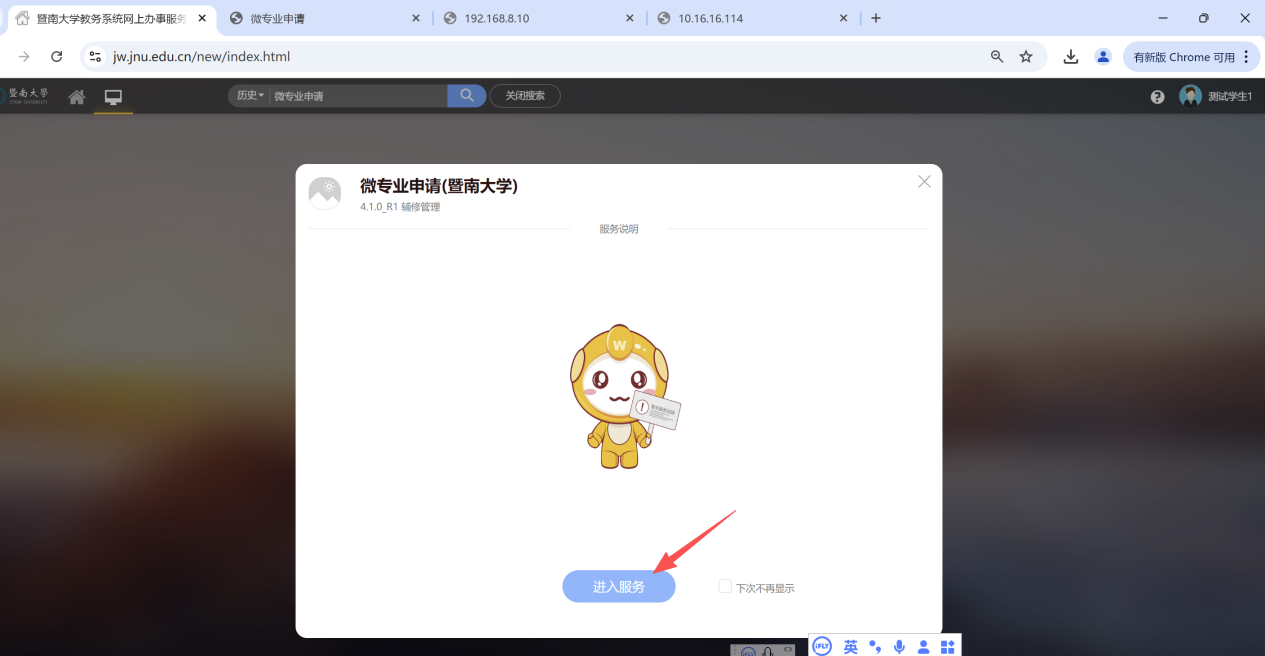 暨南大学教务系统网上办事服务
微专业申请
192.168.8.10
10.16.16.114
jw.jnu.edu.cn/new/index.html
有新版 Chrome 可用
暨南大学
历史
微专业申请
关闭搜索
测试学生1
微专业申请(暨南大学)
4.1.0_R1 辅修管理
服务说明
W
进入服务
下次不再显示
iFLY
英